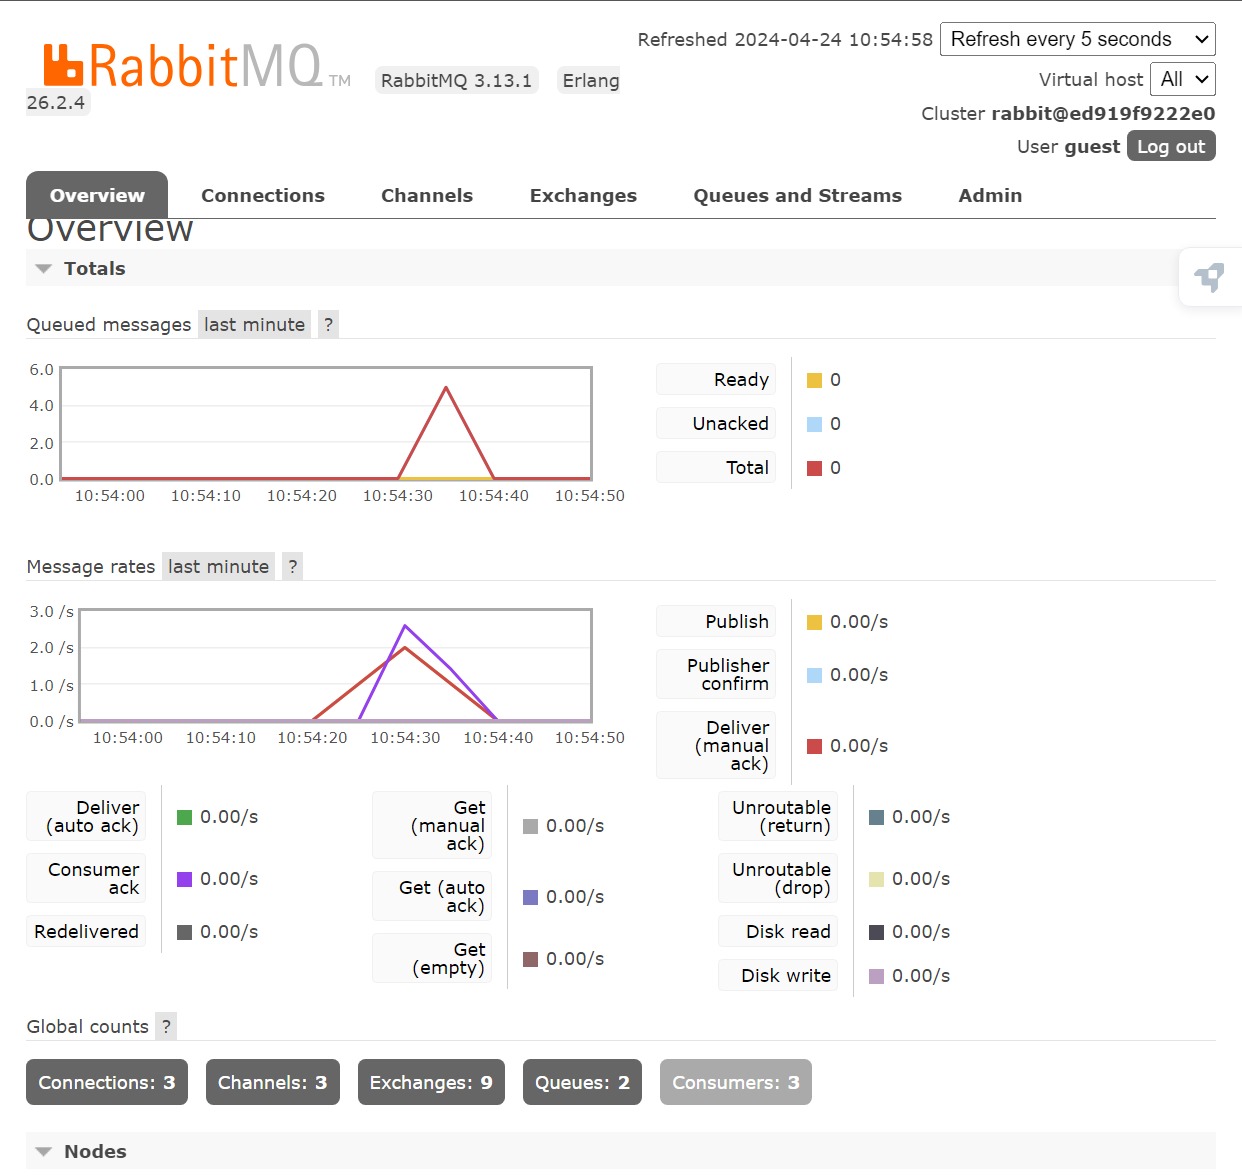 RabbitMQ TM
RabbitMQ 3.13.1 Erlang
26.2.4
Refreshed 2024-04-24 10:54:58 Refresh every 5 seconds
Virtual host All
Cluster rabbit@ed919f9222e0
User guest Log out
Overview Connections Channels Exchanges Queues and Streams Admin
Overview
Totals
Queued messages last minute ?
6.0
4.0
2.0
0.0
10:54:00 10:54:10 10:54:20 10:54:30 10:54:40 10:54:50
Ready 0
Unacked 0
Total 0
Message rates last minute ?
3.0 /s
2.0 /s
1.0 /s
0.0 /s
10:54:00 10:54:10 10:54:20 10:54:30 10:54:40 10:54:50
Publish 0.00/s
Publisher
confirm 0.00/s
Deliver
(manual 0.00/s
ack)
Deliver
(auto ack) 0.00/s
Consumer
ack 0.00/s
Redelivered 0.00/s
Get
(manual 0.00/s
ack)
Get (auto
ack) 0.00/s
Get
(empty) 0.00/s
Unroutable
(return) 0.00/s
Unroutable
(drop) 0.00/s
Disk read 0.00/s
Disk write 0.00/s
Global counts ?
Connections: 3 Channels: 3 Exchanges: 9 Queues: 2 Consumers: 3
Nodes